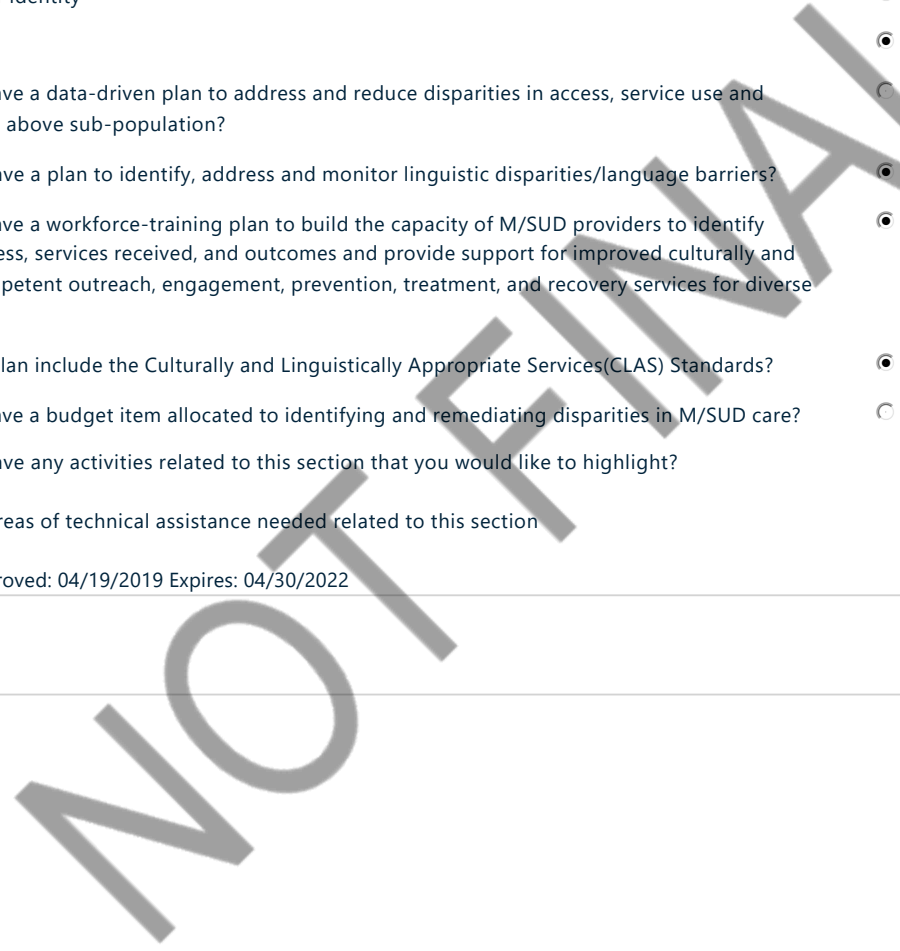 identity
ve a data-driven plan to address and reduce disparities in access, service use and
above sub-population?
ve a plan to identify, address and monitor linguistic disparities/language barriers?
ve a workforce-training plan to build the capacity of M/SUD providers to identify
ess, services received, and outcomes and provide support for improved culturally and
petent outreach, engagement, prevention, treatment, and recovery services for diverse
lan include the Culturally and Linguistically Appropriate Services(CLAS) Standards?
ve a budget item allocated to identifying and remediating disparities in M/SUD care?
ve any activities related to this section that you would like to highlight?
reas of technical assistance needed related to this section
roved: 04/19/2019 Expires: 04/30/2022
NOT FINAL